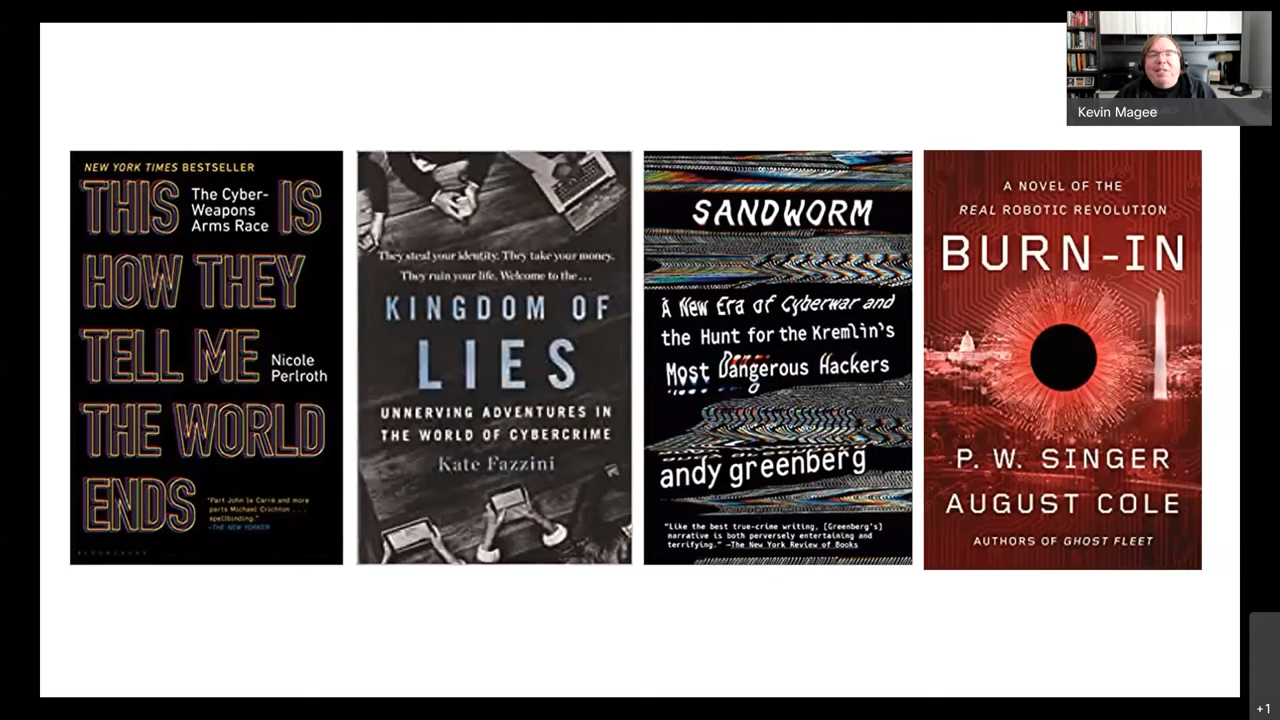 Kevin Magee
NEW YORK TIMES BESTSELLER
THIS IS
The Cyber-
Weapons
Arms Race
HOW THEY
TELL ME
Nicole
Perlroth
THE WORLD
ENDS
"Part John le Carré and more
parts Michael Crichton . . .
spellbinding."
—THE NEW YORKER
BLOOMSBURY
They steal your identity. They take your money.
They ruin your life. Welcome to the . . .
KINGDOM OF
LIES
UNNERVING ADVENTURES IN
THE WORLD OF CYBERCRIME
Kate Fazzini
SANDWORM
A New Era of Cyberwar and
the Hunt for the Kremlin's
Most Dangerous Hackers
andy greenberg
"Like the best true-crime writing, [Greenberg's]
narrative is both perversely entertaining and
terrifying." —The New York Review of Books
A NOVEL OF THE
REAL ROBOTIC REVOLUTION
BURN-IN
P. W. SINGER
AUGUST COLE
AUTHORS OF GHOST FLEET
+1